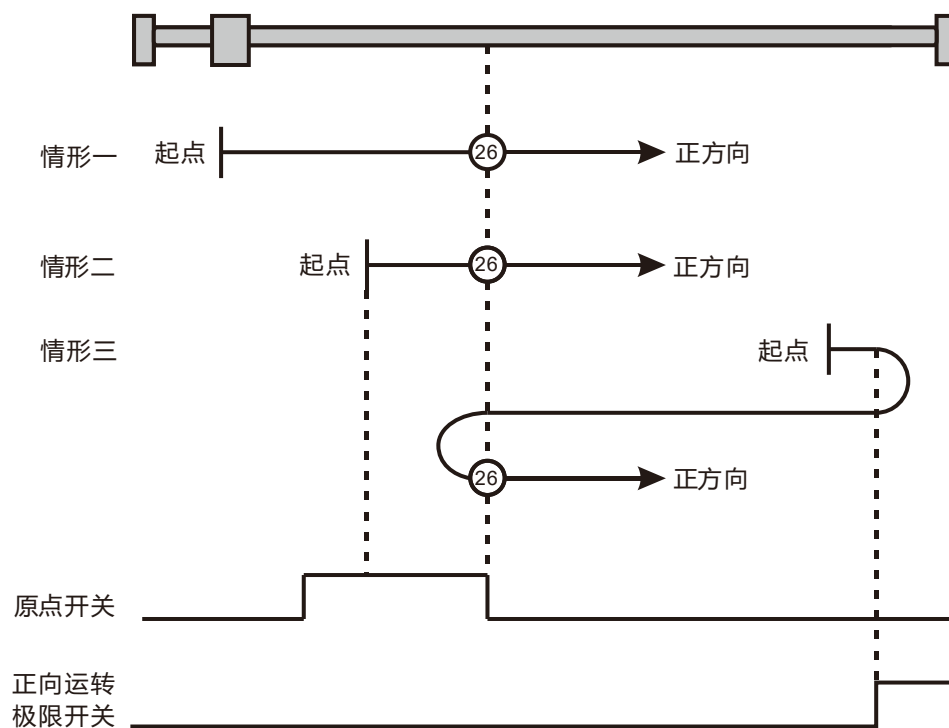 情形一 起点 26 正方向
情形二 起点 26 正方向
情形三 起点
26 正方向
原点开关
正向运转
极限开关